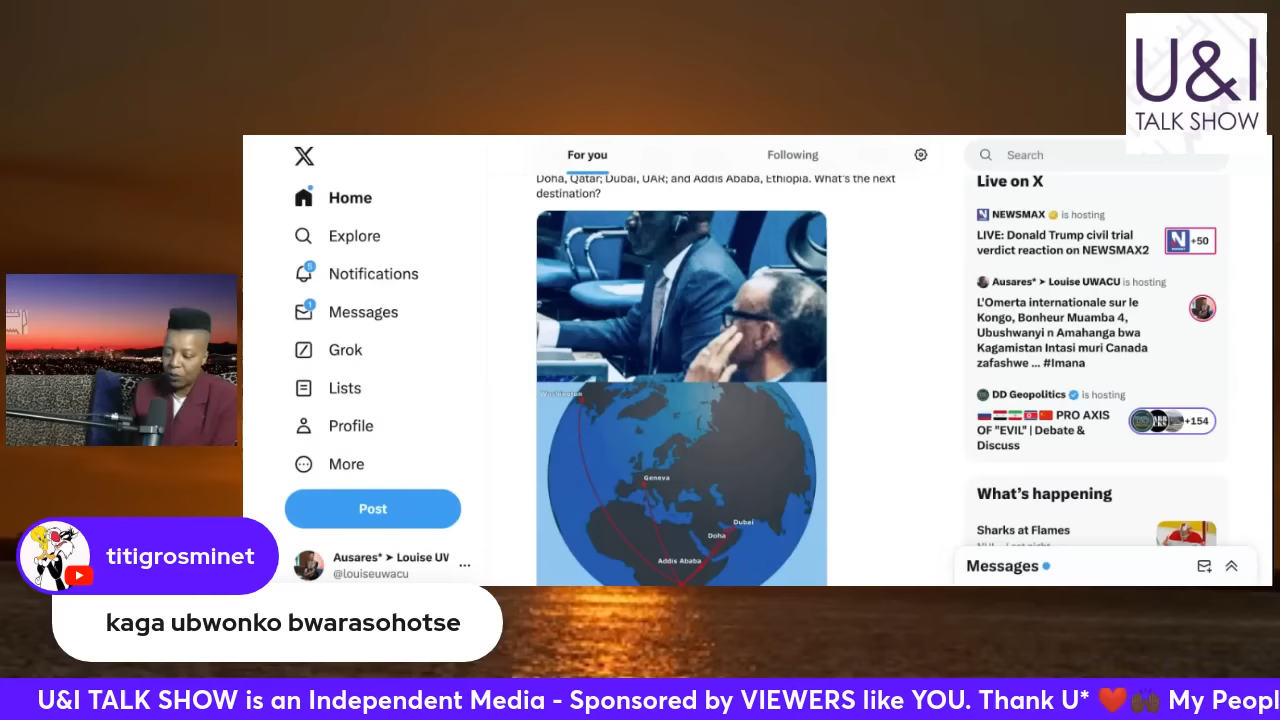 U&I
TALK SHOW
For you
Following
Search
Doha, Qatar; Dubai, UAR; and Addis Ababa, Ethiopia. What's the next
destination?
Home
Explore
Notifications
Messages
Grok
Lists
Profile
More
Post
Ausares* ➤ Louise UW
@louiseuwacu
Washington
Geneva
Dubai
Doha
Addis Ababa
Live on X
NEWSMAX is hosting
LIVE: Donald Trump civil trial
verdict reaction on NEWSMAX2
+50
Ausares* ➤ Louise UWACU is hosting
L'Omerta internationale sur le
Kongo, Bonheur Muamba 4,
Ubushwanyi n Amahanga bwa
Kagamistan Intasi muri Canada
zafashwe ... #Imana
DD Geopolitics is hosting
PRO AXIS
OF "EVIL" | Debate &
Discuss
+154
What's happening
Sharks at Flames
Messages
titigrosminet
kaga ubwonko bwarasohotse
U&I TALK SHOW is an Independent Media - Sponsored by VIEWERS like YOU. Thank U* ❤️🙌🏿 My Peopl